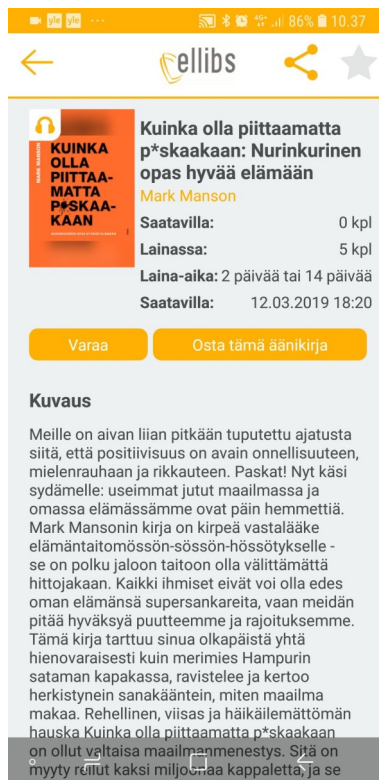 yle yle ... 4G+ 86% 10.37
ellibs
MARK MANSON
KUINKA
OLLA
PIITTAA-
MATTA
P*SKAA-
KAAN
Kuinka olla piittaamatta
p*skaakaan: Nurinkurinen
opas hyvää elämään
Mark Manson
Saatavilla: 0 kpl
Lainassa: 5 kpl
Laina-aika: 2 päivää tai 14 päivää
Saatavilla: 12.03.2019 18:20
Varaa Osta tämä äänikirja
Kuvaus
Meille on aivan liian pitkään tuputettu ajatusta
siitä, että positiivisuus on avain onnellisuuteen,
mielenrauhaan ja rikkauteen. Paskat! Nyt käsi
sydämelle: useimmat jutut maailmassa ja
omassa elämässämme ovat päin hemmettiä.
Mark Mansonin kirja on kirpeä vastalääke
elämäntaitomössön-sössön-hössötykselle -
se on polku jaloon taitoon olla välittämättä
hittojakaan. Kaikki ihmiset eivät voi olla edes
oman elämänsä supersankareita, vaan meidän
pitää hyväksyä puutteemme ja rajoituksemme.
Tämä kirja tarttuu sinua olkapäistä yhtä
hienovaraisesti kuin merimies Hampurin
sataman kapakassa, ravistelee ja kertoo
herkistynein sanakääntein, miten maailma
makaa. Rehellinen, viisas ja häikäilemättömän
hauska Kuinka olla piittaamatta p*skaakaan
on ollut valtaisa maailmanmenestys. Sitä on
myyty reilut kaksi miljoonaa kappaletta, ja se